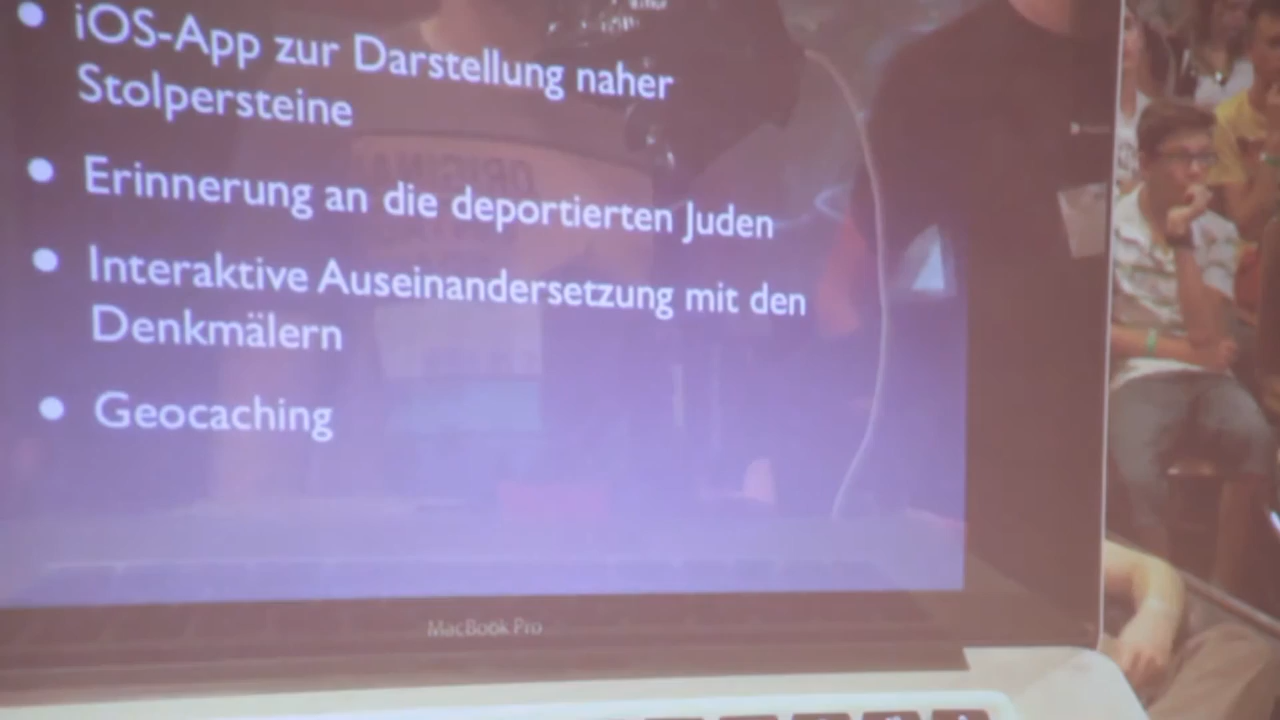 iOS-App zur Darstellung naher
Stolpersteine
Erinnerung an die deportierten Juden
Interaktive Auseinandersetzung mit den
Denkmälern
Geocaching
MacBook Pro